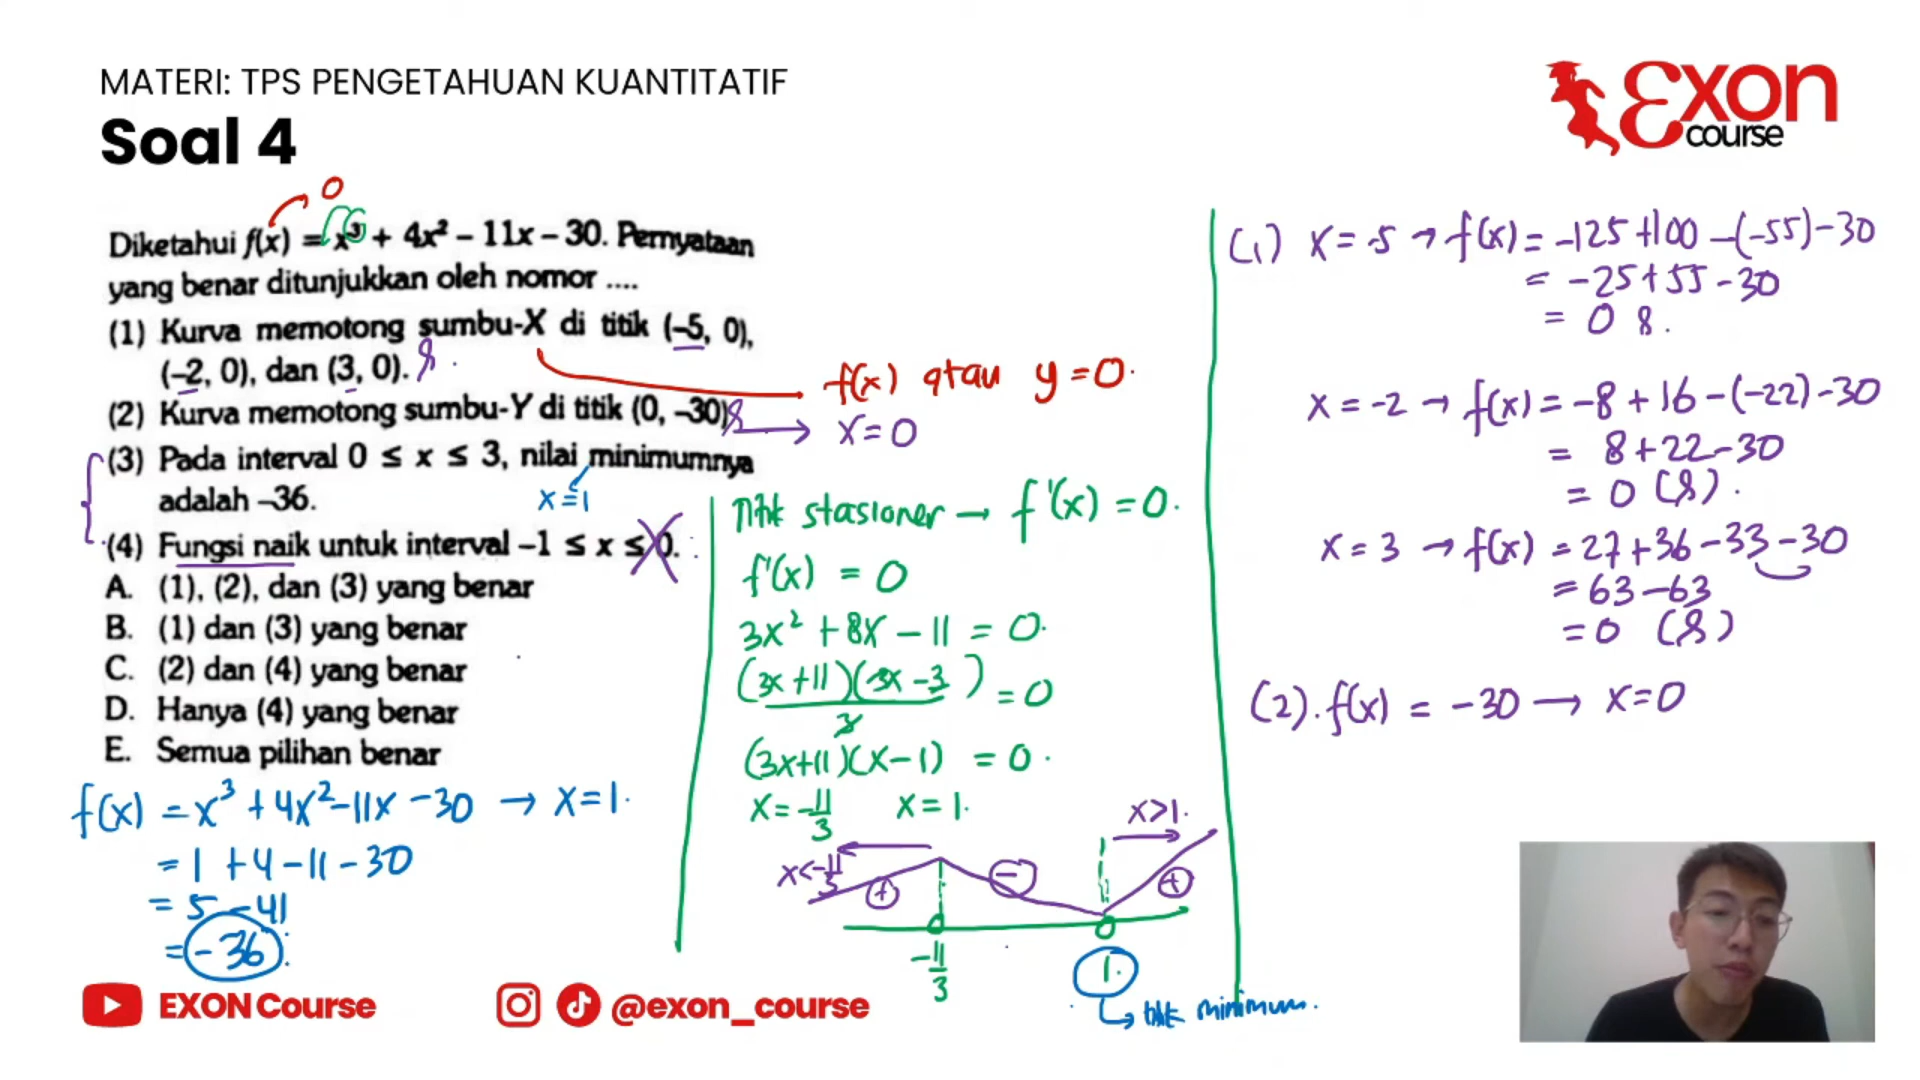 MATERI: TPS PENGETAHUAN KUANTITATIF
Soal 4
Exon
course
0
Diketahui f(x) = x³ + 4x² – 11x – 30. Pernyataan
yang benar ditunjukkan oleh nomor ....
(1) Kurva memotong sumbu-X di titik (–5, 0),
(–2, 0), dan (3, 0).
(2) Kurva memotong sumbu-Y di titik (0, –30)
(3) Pada interval 0 ≤ x ≤ 3, nilai minimumnya
adalah –36.
x=1
(4) Fungsi naik untuk interval –1 ≤ x ≤ 0.
A. (1), (2), dan (3) yang benar
B. (1) dan (3) yang benar
C. (2) dan (4) yang benar
D. Hanya (4) yang benar
E. Semua pilihan benar
f(x) = x³ + 4x² - 11x - 30 → x=1.
= 1 + 4 - 11 - 30
= 5 - 41
= -36
f(x) atau y = 0.
x = 0
Titik stasioner → f'(x) = 0.
f'(x) = 0
3x² + 8x - 11 = 0.
(3x + 11)(3x - 3) = 0
3
(3x+11)(x-1) = 0.
x = -11/3 x = 1.
x < -11/3 x>1.
+ - +
-11/3 1.
→ titik minimum.
(1) x = -5 → f(x) = -125 + 100 - (-55) - 30
= -25 + 55 - 30
= 0
x = -2 → f(x) = -8 + 16 - (-22) - 30
= 8 + 22 - 30
= 0
x = 3 → f(x) = 27 + 36 - 33 - 30
= 63 - 63
= 0
(2). f(x) = -30 → x = 0
EXON Course
@exon_course